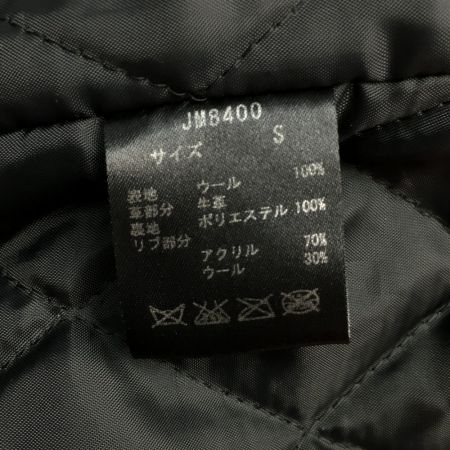 JM8400
サイズ S
表地 ウール 100%
革部分 牛革
裏地 ポリエステル 100%
リブ部分 アクリル 70%
ウール 30%